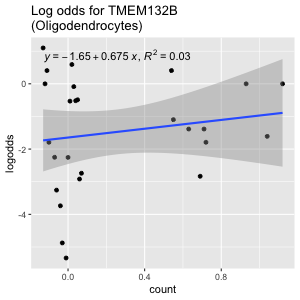 Log odds for TMEM132B
(Oligodendrocytes)
y = −1.65 + 0.675 x, R² = 0.03
0
-2
-4
0.0 0.4 0.8
count
logodds